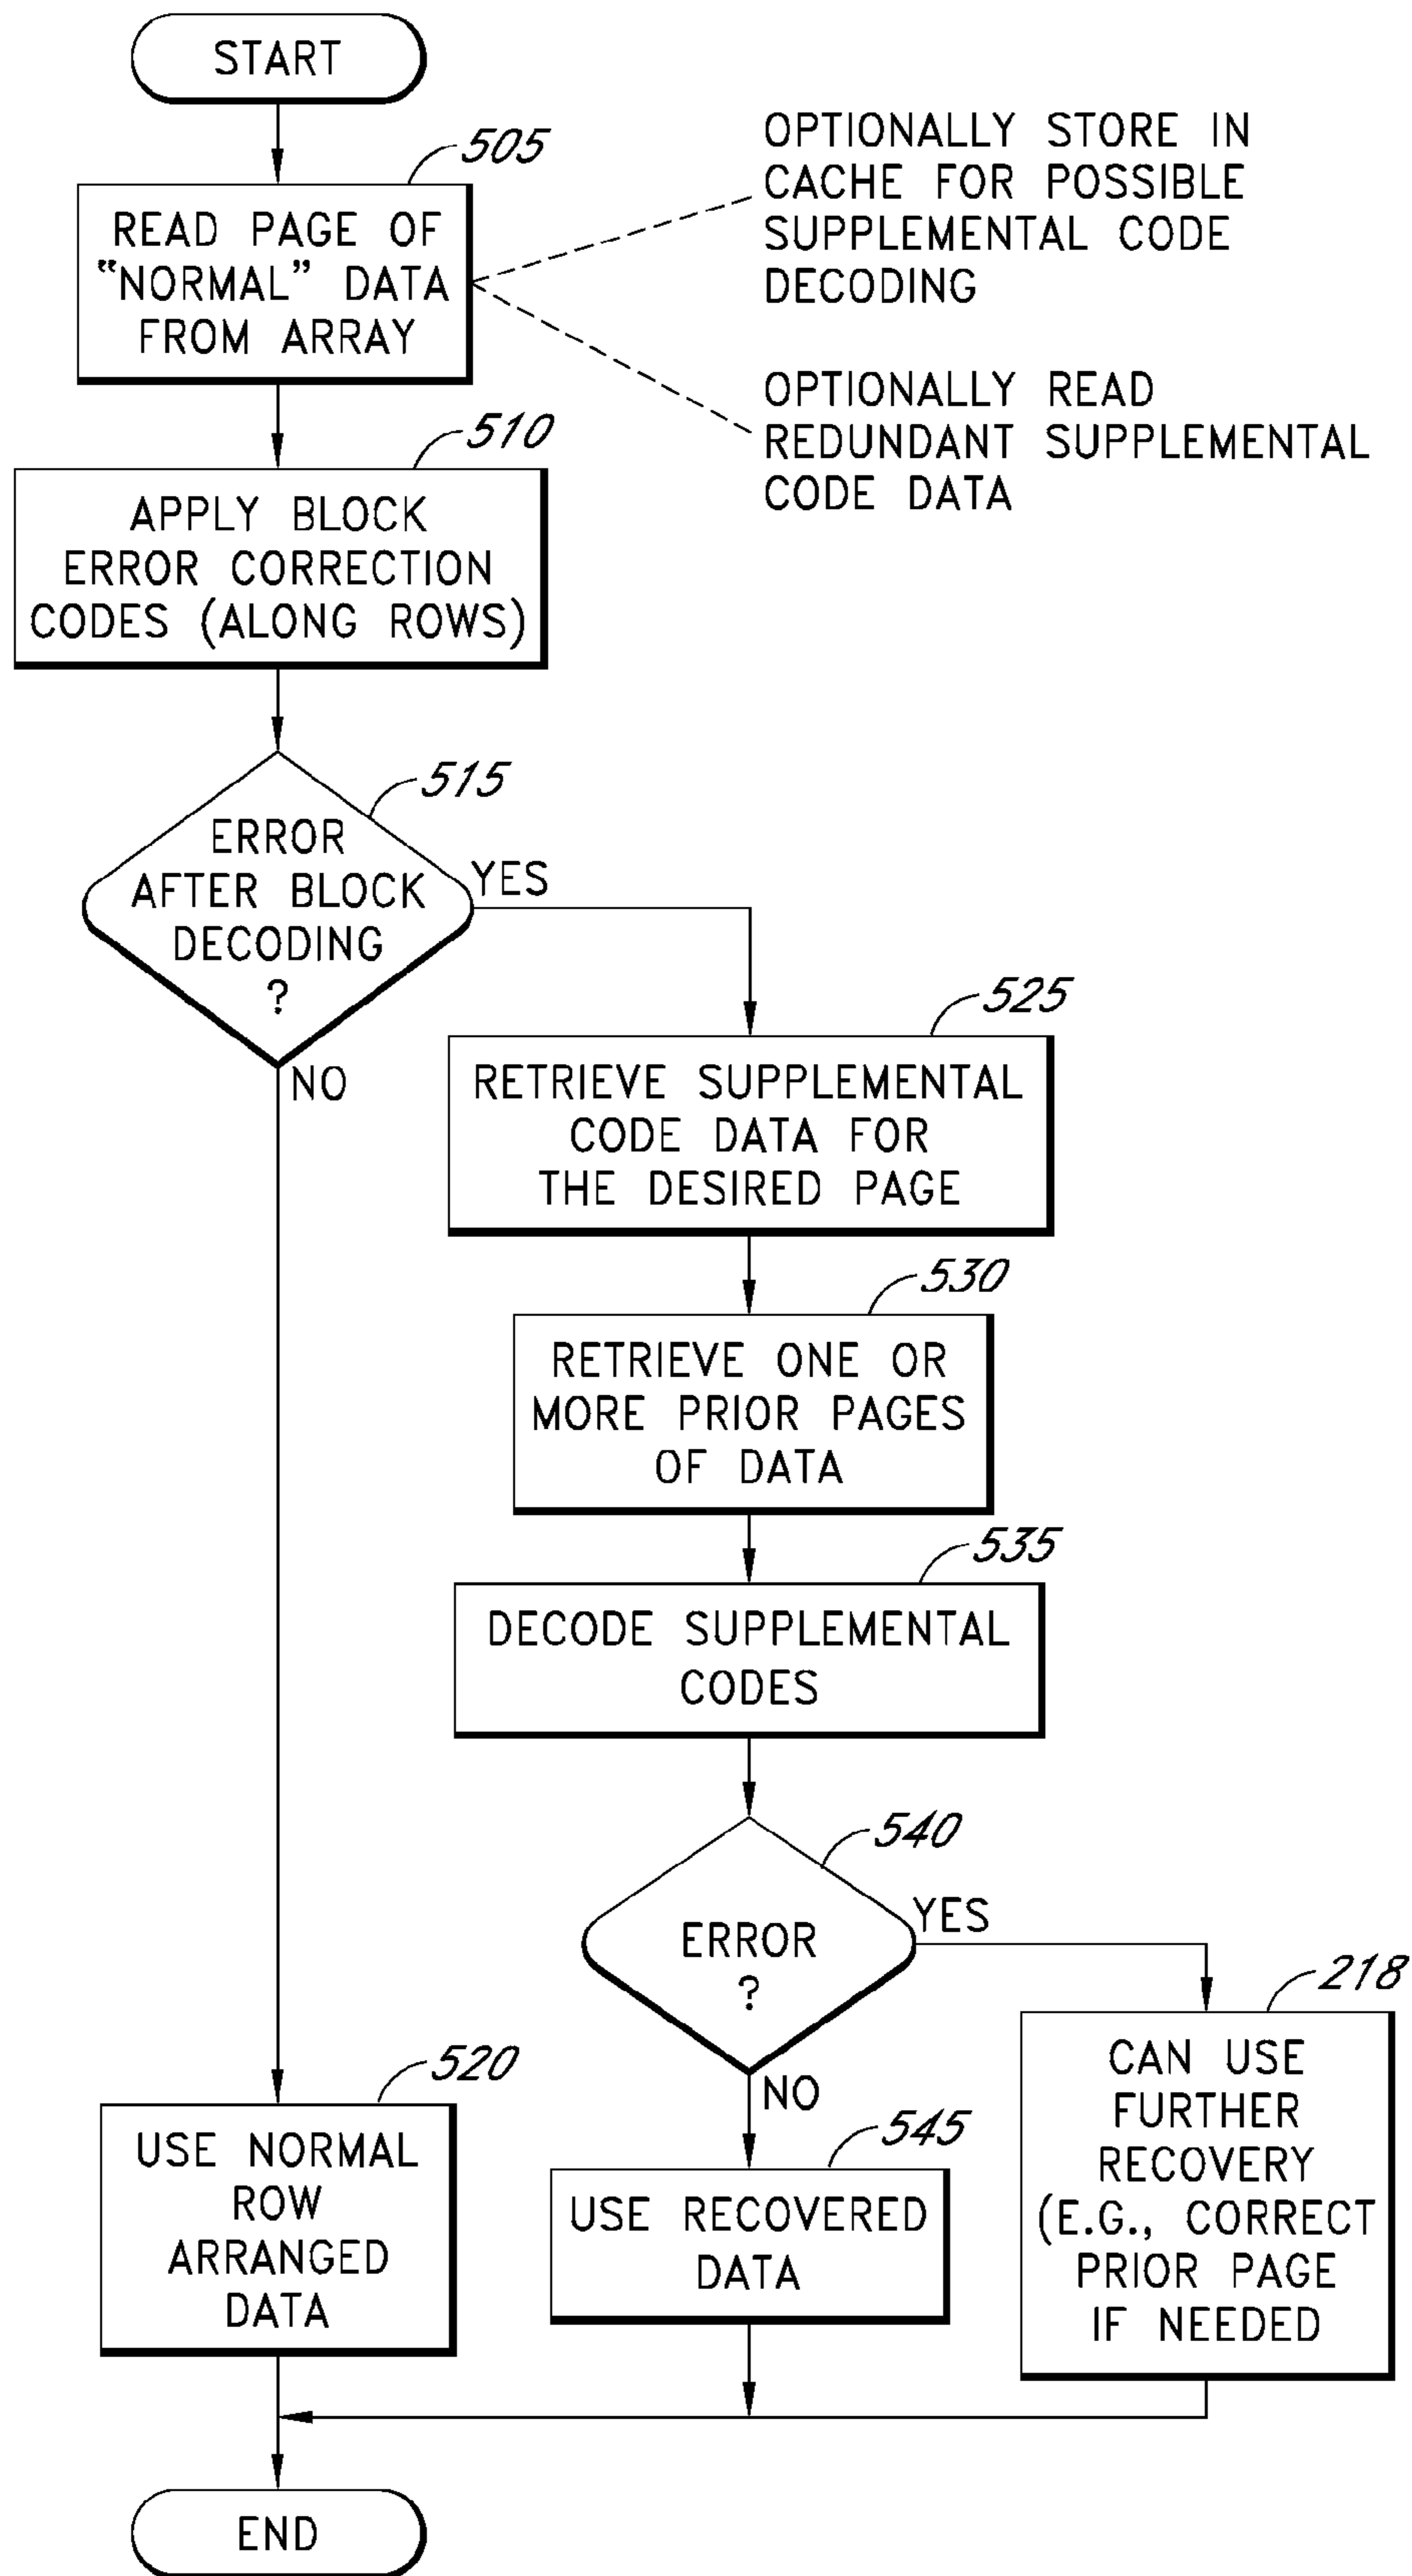 START
505
READ PAGE OF
“NORMAL” DATA
FROM ARRAY
OPTIONALLY STORE IN
CACHE FOR POSSIBLE
SUPPLEMENTAL CODE
DECODING
OPTIONALLY READ
REDUNDANT SUPPLEMENTAL
CODE DATA
510
APPLY BLOCK
ERROR CORRECTION
CODES (ALONG ROWS)
515
ERROR
AFTER BLOCK
DECODING
?
YES
NO
525
RETRIEVE SUPPLEMENTAL
CODE DATA FOR
THE DESIRED PAGE
530
RETRIEVE ONE OR
MORE PRIOR PAGES
OF DATA
535
DECODE SUPPLEMENTAL
CODES
540
ERROR
?
YES
NO
218
CAN USE
FURTHER
RECOVERY
(E.G., CORRECT
PRIOR PAGE
IF NEEDED
520
USE NORMAL
ROW
ARRANGED
DATA
545
USE RECOVERED
DATA
END